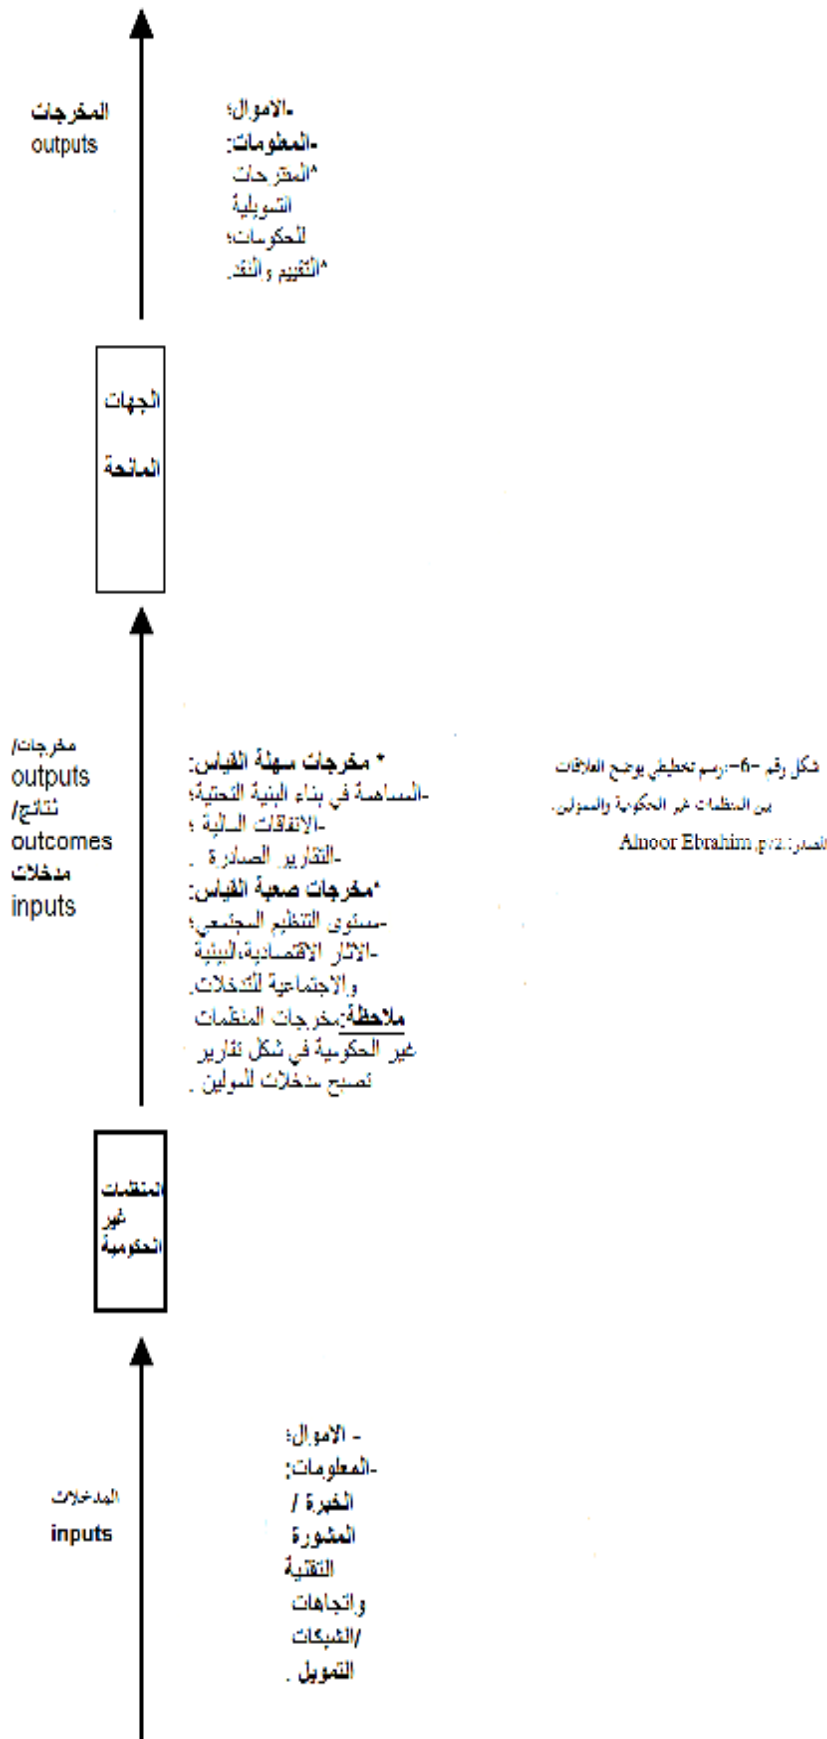 المخرجات
outputs
-الاموال؛
-المعلومات:
*المقترحات
التمويلية
للحكومات؛
*التقييم والنقد.
الجهات
المانحة
مخرجات/
outputs
نتائج/
outcomes
مدخلات
inputs
* مخرجات سهلة القياس:
-المساهمة في بناء البنية التحتية؛
-الاتفاقات المالية ؛
-التقارير الصادرة .
*مخرجات صعبة القياس:
-مستوى التنظيم المجتمعي؛
-الاثار الاقتصادية،البيئية
والاجتماعية للتدخلات.
ملاحظة:مخرجات المنظمات
غير الحكومية في شكل تقارير
تصبح مدخلات للمولين .
شكل رقم -6-:رسم تخطيطي يوضح العلاقات
بين المنظمات غير الحكومية والممولين.
المصدر: Alnoor Ebrahim,p72
المنظمات
غير
الحكومية
المدخلات
inputs
- الاموال؛
-المعلومات:
الخبرة /
المشورة
التقنية
واتجاهات
/الشبكات
التمويل .